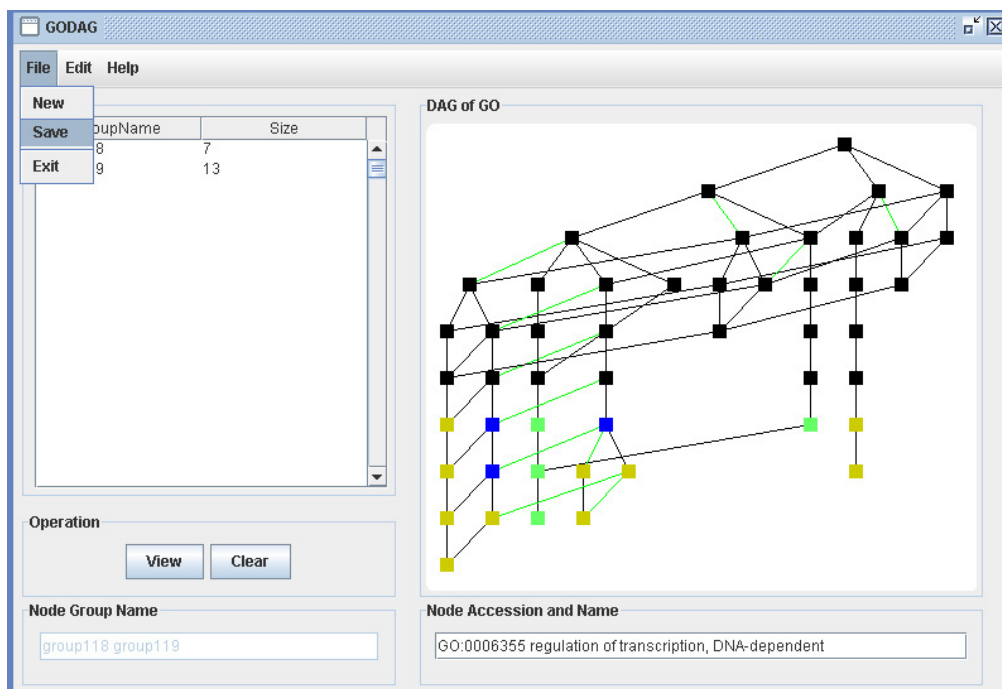 GODAG
File Edit Help
New
Save
Exit
oupName Size
8 7
9 13
Operation
View Clear
Node Group Name
group118 group119
DAG of GO
Node Accession and Name
GO:0006355 regulation of transcription, DNA-dependent